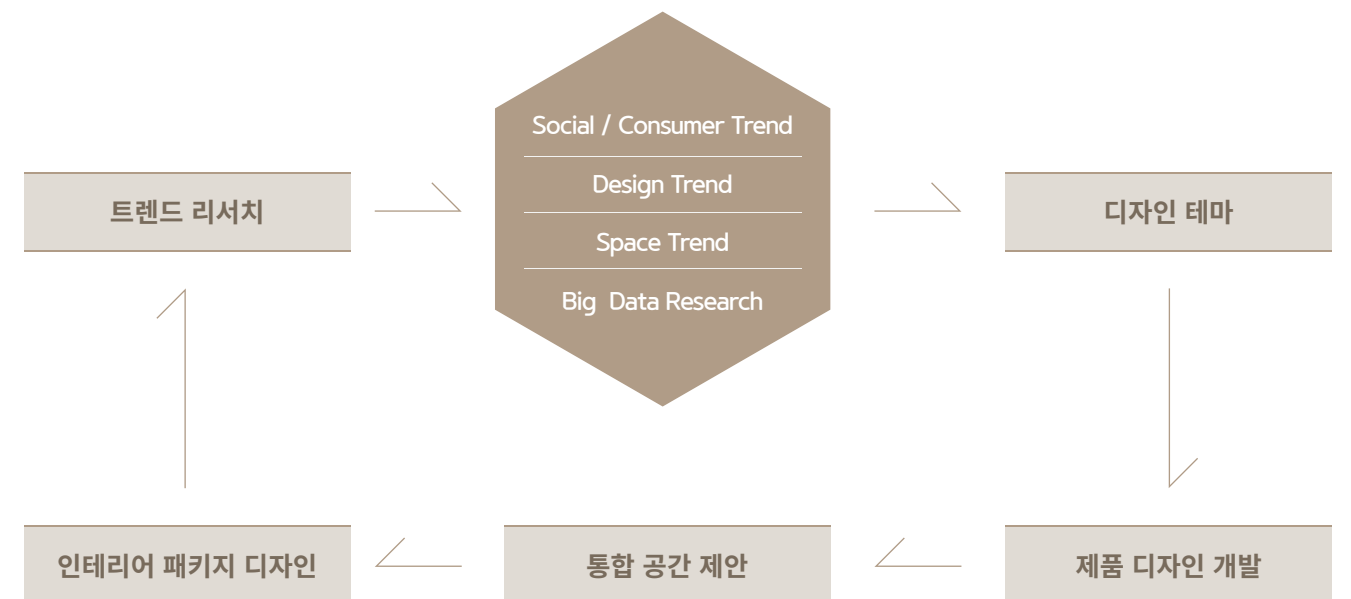 Social / Consumer Trend
Design Trend
Space Trend
Big Data Research
트렌드 리서치
디자인 테마
인테리어 패키지 디자인
통합 공간 제안
제품 디자인 개발